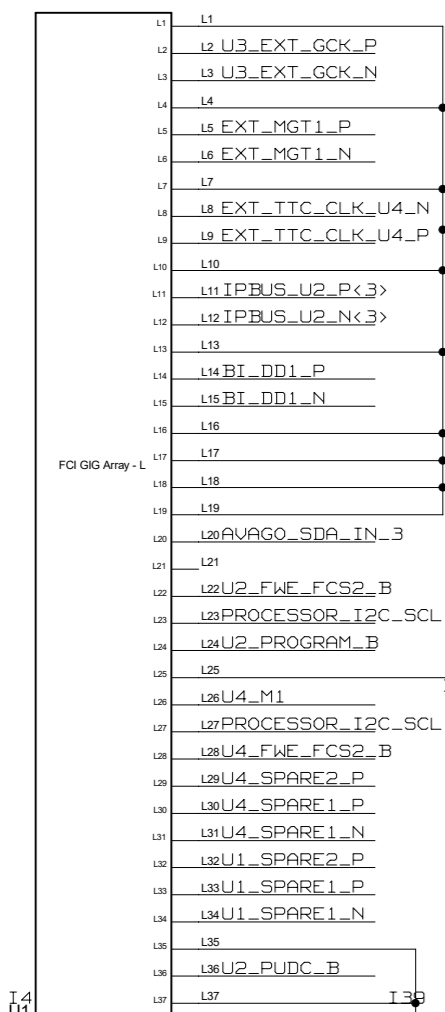 L1 L1
L2 L2 U3_EXT_GCK_P
L3 L3 U3_EXT_GCK_N
L4 L4
L5 L5 EXT_MGT1_P
L6 L6 EXT_MGT1_N
L7 L7
L8 L8 EXT_TTC_CLK_U4_N
L9 L9 EXT_TTC_CLK_U4_P
L10 L10
L11 L11 IPBUS_U2_P<3>
L12 L12 IPBUS_U2_N<3>
L13 L13
L14 L14 BI_DD1_P
L15 L15 BI_DD1_N
L16 L16
FCI GIG Array - L L17 L17
L18 L18
L19 L19
L20 L20 AVAGO_SDA_IN_3
L21 L21
L22 L22 U2_FWE_FCS2_B
L23 L23 PROCESSOR_I2C_SCL
L24 L24 U2_PROGRAM_B
L25 L25
L26 L26 U4_M1
L27 L27 PROCESSOR_I2C_SCL
L28 L28 U4_FWE_FCS2_B
L29 L29 U4_SPARE2_P
L30 L30 U4_SPARE1_P
L31 L31 U4_SPARE1_N
L32 L32 U1_SPARE2_P
L33 L33 U1_SPARE1_P
L34 L34 U1_SPARE1_N
L35 L35
L36 L36 U2_PUDC_B
I4 L37 L37 I39
U1